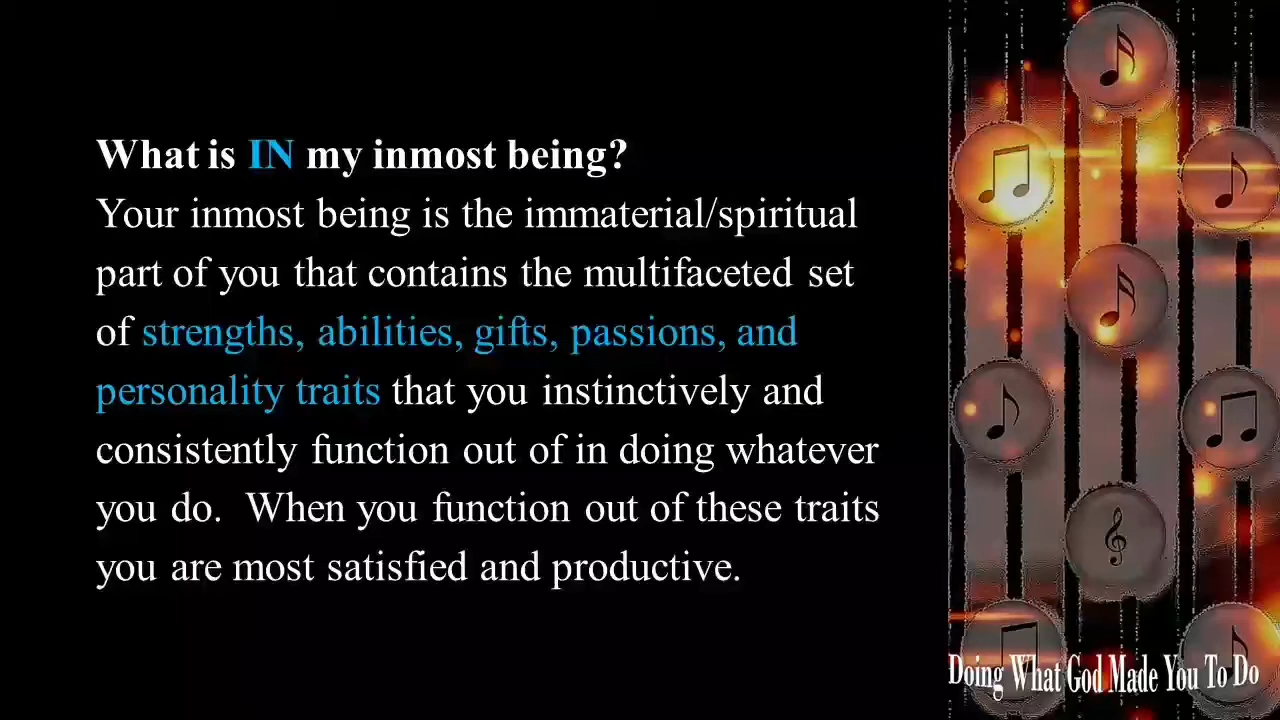 What is IN my inmost being?
Your inmost being is the immaterial/spiritual
part of you that contains the multifaceted set
of strengths, abilities, gifts, passions, and
personality traits that you instinctively and
consistently function out of in doing whatever
you do.  When you function out of these traits
you are most satisfied and productive.
Doing What God Made You To Do